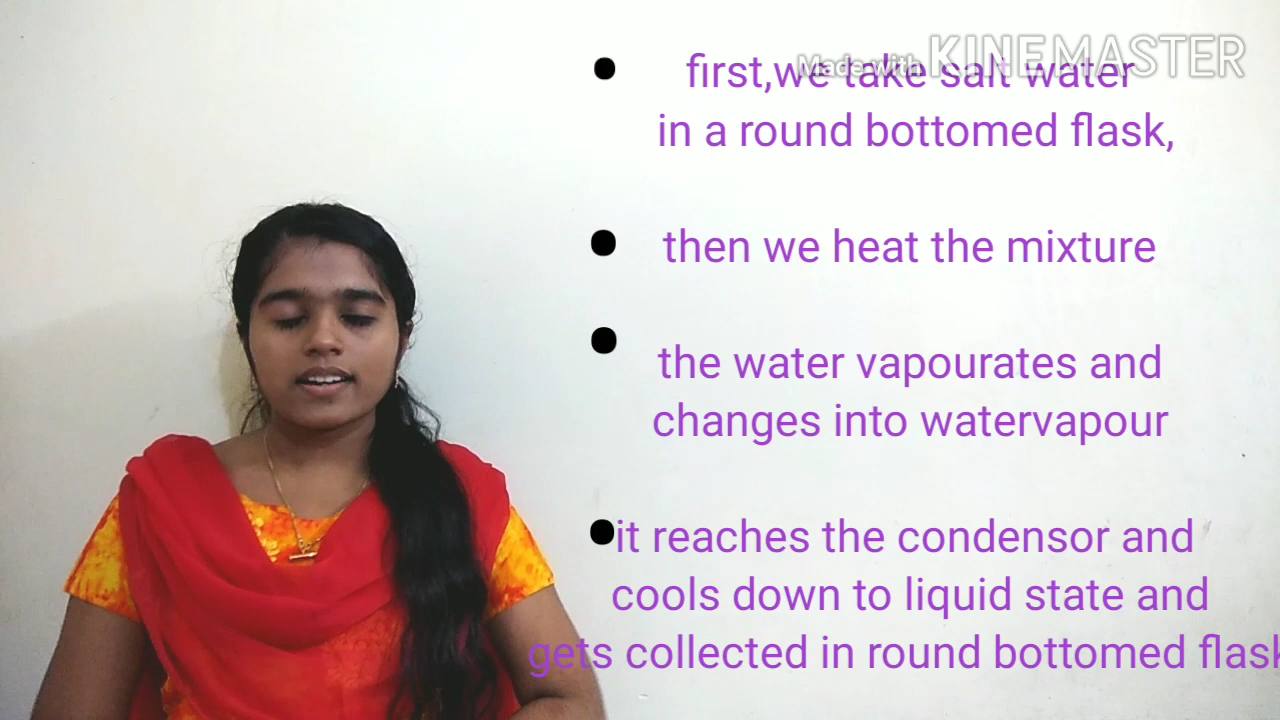 Made with KINEMASTER
• first,we take salt water
in a round bottomed flask,
• then we heat the mixture
• the water vapourates and
changes into watervapour
• it reaches the condensor and
cools down to liquid state and
gets collected in round bottomed flask